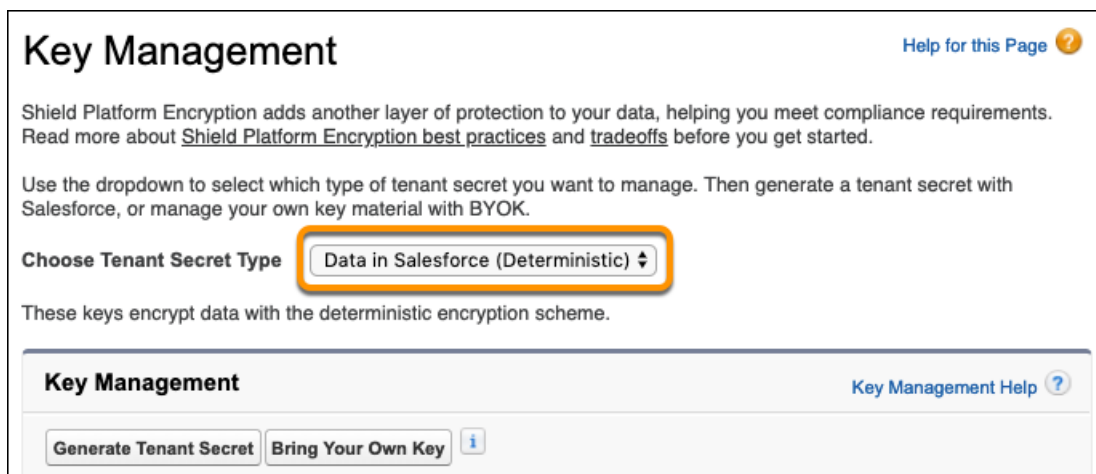 Key Management
Help for this Page ?
Shield Platform Encryption adds another layer of protection to your data, helping you meet compliance requirements.
Read more about Shield Platform Encryption best practices and tradeoffs before you get started.
Use the dropdown to select which type of tenant secret you want to manage. Then generate a tenant secret with
Salesforce, or manage your own key material with BYOK.
Choose Tenant Secret Type Data in Salesforce (Deterministic)
These keys encrypt data with the deterministic encryption scheme.
Key Management
Key Management Help ?
Generate Tenant Secret Bring Your Own Key i